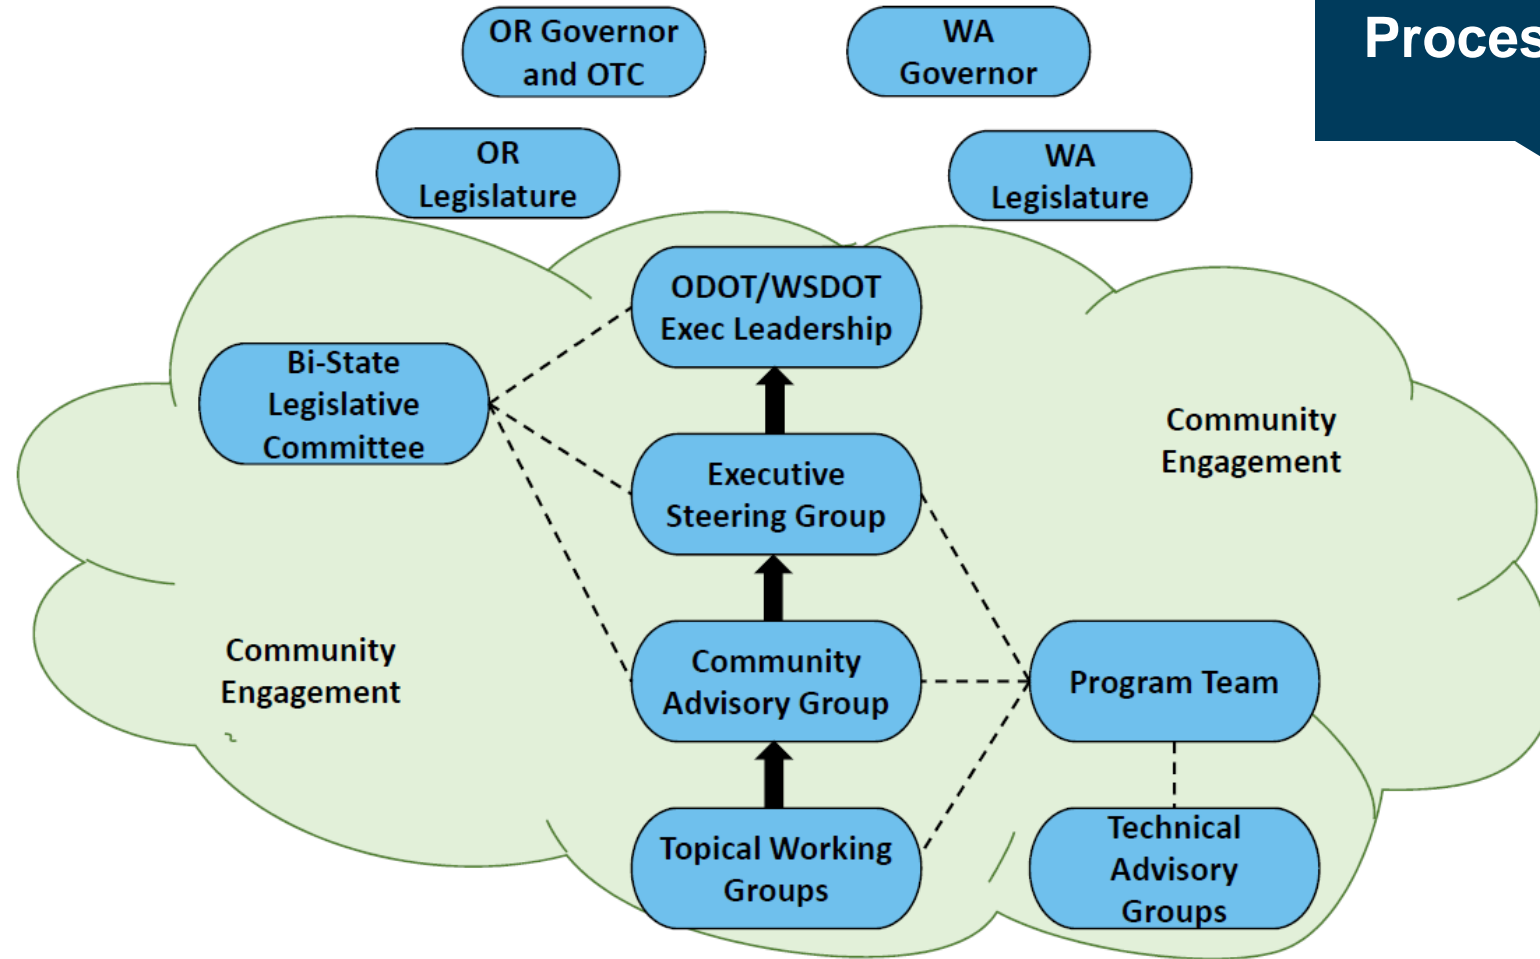 OR Governor
and OTC
WA
Governor
OR
Legislature
WA
Legislature
ODOT/WSDOT
Exec Leadership
Bi-State
Legislative
Committee
Community
Engagement
Executive
Steering Group
Community
Engagement
Community
Advisory Group
Program Team
Topical Working
Groups
Technical
Advisory
Groups